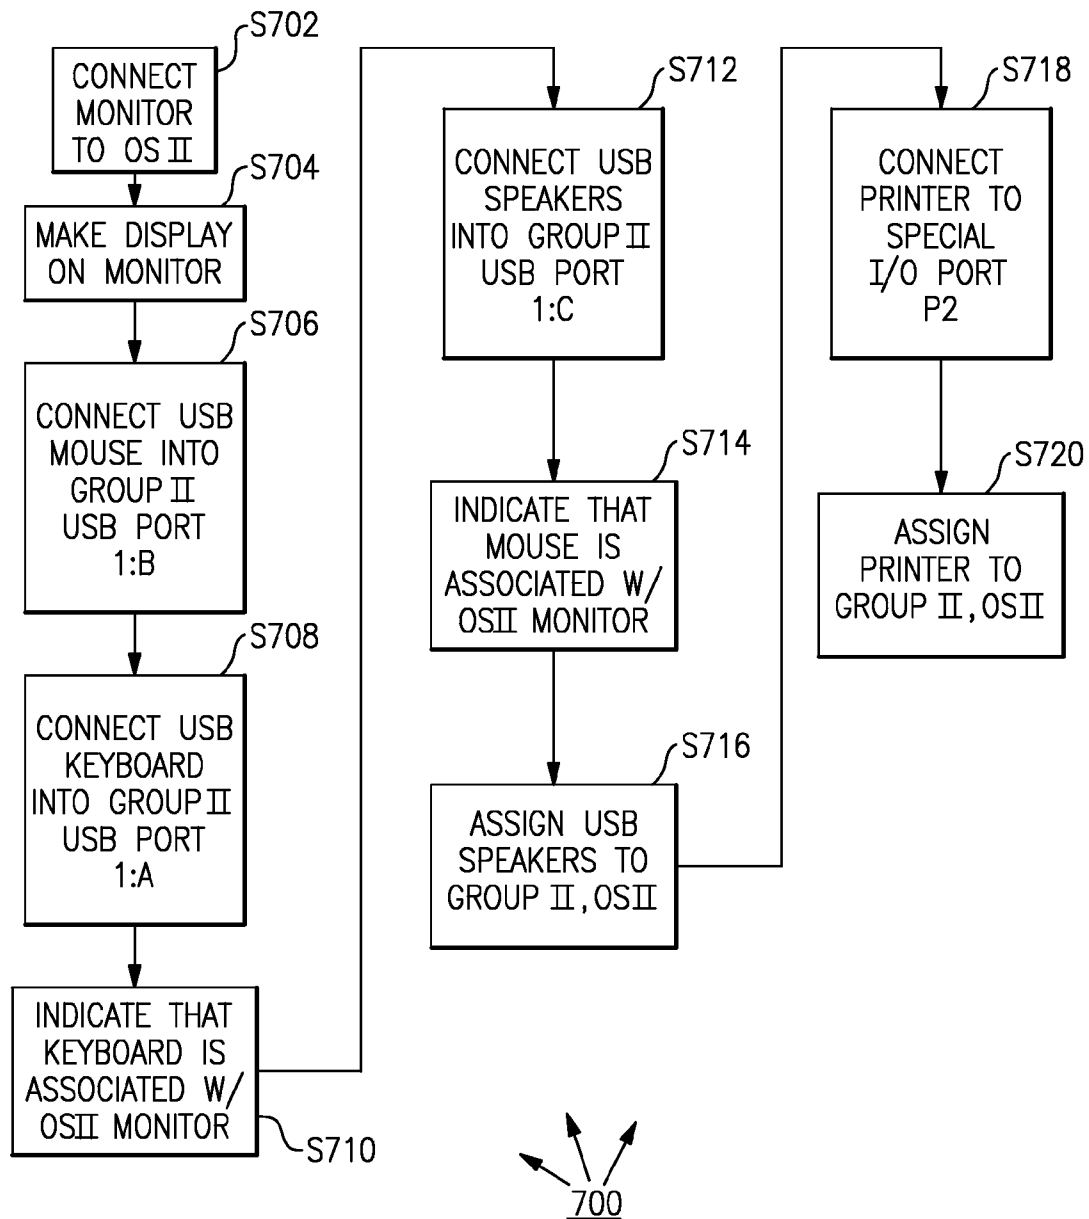 S702
CONNECT
MONITOR
TO OS II
S704
MAKE DISPLAY
ON MONITOR
S706
CONNECT USB
MOUSE INTO
GROUP II
USB PORT
1:B
S708
CONNECT USB
KEYBOARD
INTO GROUP II
USB PORT
1:A
INDICATE THAT
KEYBOARD IS
ASSOCIATED W/
OSII MONITOR
S710
S712
CONNECT USB
SPEAKERS
INTO GROUP II
USB PORT
1:C
S714
INDICATE THAT
MOUSE IS
ASSOCIATED W/
OSII MONITOR
S716
ASSIGN USB
SPEAKERS TO
GROUP II, OSII
S718
CONNECT
PRINTER TO
SPECIAL
I/O PORT
P2
S720
ASSIGN
PRINTER TO
GROUP II, OSII
700